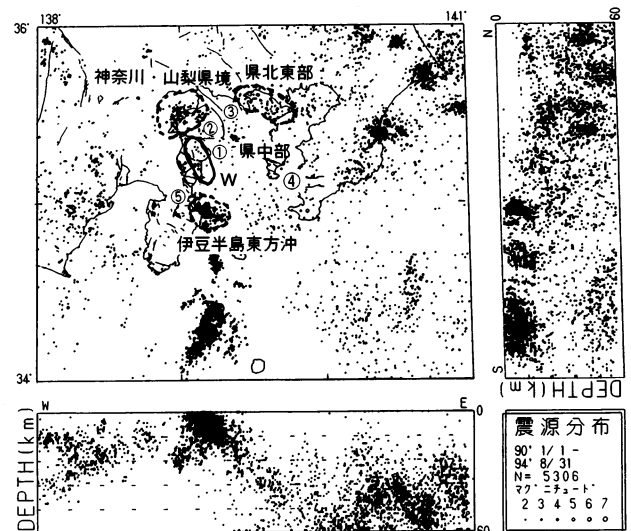 36°
138°
141°
神奈川・山梨県境
県北東部
③
②
①
県中部
W
④
⑤
伊豆半島東方沖
34°
N
60
S
DEPTH(km)
W
E
0
60
DEPTH(km)
震源分布
90' 1/ 1 -
94' 8/ 31
N= 5306
マク゛ニチュート゛
2 3 4 5 6 7